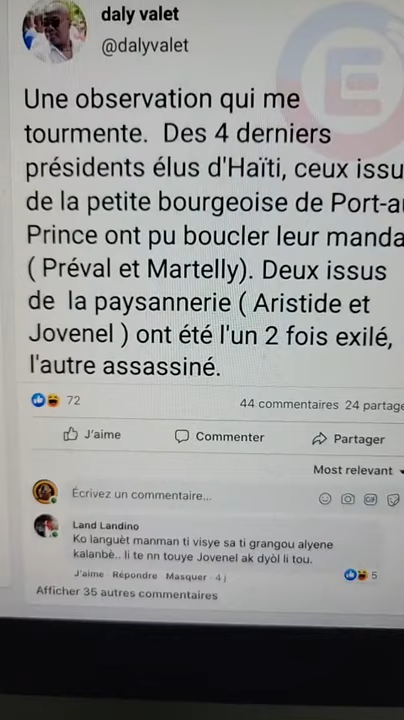 daly valet
@dalyvalet
E
Une observation qui me
tourmente. Des 4 derniers
présidents élus d'Haïti, ceux issu
de la petite bourgeoise de Port-a
Prince ont pu boucler leur manda
( Préval et Martelly). Deux issus
de la paysannerie ( Aristide et
Jovenel ) ont été l'un 2 fois exilé,
l'autre assassiné.
72
44 commentaires 24 partage
J'aime Commenter Partager
Most relevant
Écrivez un commentaire...
GIF
Land Landino
Ko languèt manman ti visye sa ti grangou alyene
kalanbè.. li te nn touye Jovenel ak dyòl li tou.
J'aime · Répondre · Masquer · 4 j
5
Afficher 35 autres commentaires